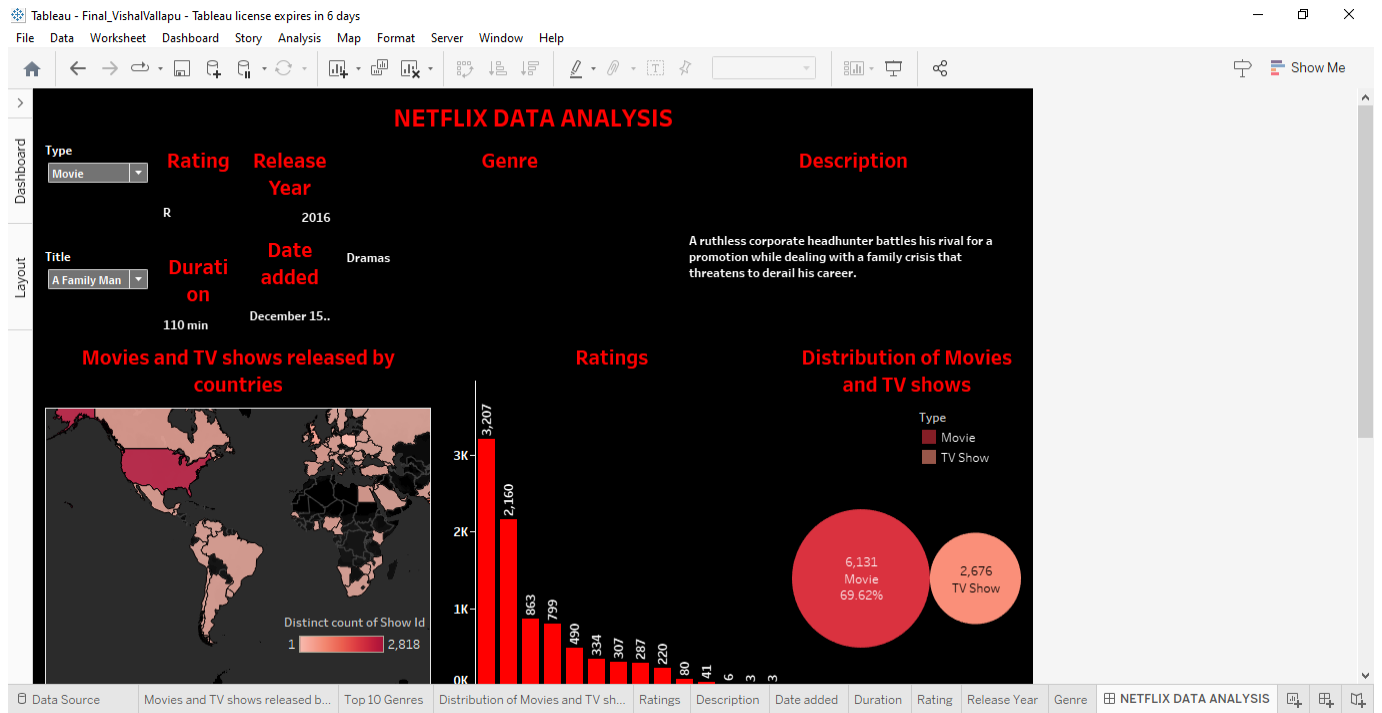 Tableau - Final_VishalVallapu - Tableau license expires in 6 days
File Data Worksheet Dashboard Story Analysis Map Format Server Window Help
Show Me
Dashboard
Layout
NETFLIX DATA ANALYSIS
Type
Movie
Rating
R
Release
Year
2016
Genre
Dramas
Description
A ruthless corporate headhunter battles his rival for a
promotion while dealing with a family crisis that
threatens to derail his career.
Title
A Family Man
Durati
on
110 min
Date
added
December 15..
Movies and TV shows released by
countries
Distinct count of Show Id
1 2,818
Ratings
3K
2K
1K
0K
3,207
2,160
863
799
490
334
307
287
220
80
41
6
3
3
Distribution of Movies
and TV shows
Type
Movie
TV Show
6,131
Movie
69.62%
2,676
TV Show
Data Source Movies and TV shows released b... Top 10 Genres Distribution of Movies and TV sh... Ratings Description Date added Duration Rating Release Year Genre NETFLIX DATA ANALYSIS